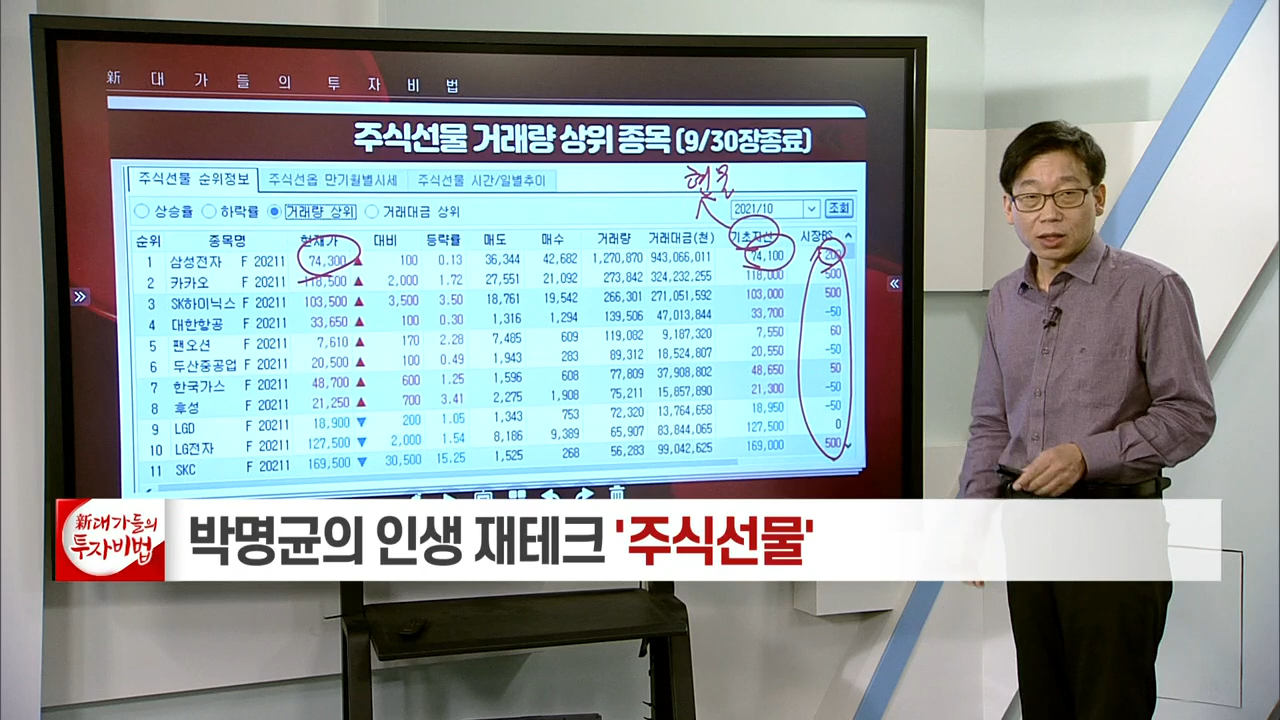 新 대 가 들 의 투 자 비 법
주식선물 거래량 상위 종목 (9/30장종료)
주식선물 순위정보 주식선옵 만기월별시세 주식선물 시간/일별추이
현물
상승률 하락률 거래량 상위 거래대금 상위 2021/10 조회
순위 종목명 현재가 대비 등락률 매도 매수 거래량 거래대금(천) 기초자산 시장BS
1 삼성전자 F 20211 74,300 ▲ 100 0.13 36,344 42,682 1,270,870 943,066,011 74,100 200
2 카카오 F 20211 118,500 ▲ 2,000 1.72 27,551 21,092 273,842 324,232,255 118,000 500
3 SK하이닉스 F 20211 103,500 ▲ 3,500 3.50 18,761 19,542 266,301 271,051,592 103,000 500
4 대한항공 F 20211 33,650 ▲ 100 0.30 1,316 1,294 139,506 47,013,844 33,700 -50
5 팬오션 F 20211 7,610 ▲ 170 2.28 7,485 609 119,082 9,187,320 7,550 60
6 두산중공업 F 20211 20,500 ▲ 100 0.49 1,943 283 89,312 18,524,807 20,550 -50
7 한국가스 F 20211 48,700 ▲ 600 1.25 1,596 608 77,809 37,908,802 48,650 50
8 후성 F 20211 21,250 ▲ 700 3.41 2,275 1,908 75,211 15,857,890 21,300 -50
9 LGD F 20211 18,900 ▼ 200 1.05 1,343 753 72,320 13,764,658 18,950 -50
10 LG전자 F 20211 127,500 ▼ 2,000 1.54 8,186 9,389 65,907 83,844,065 127,500 0
11 SKC F 20211 169,500 ▼ 30,500 15.25 1,525 268 56,283 99,042,625 169,000 500
新대가들의
투자비법
박명균의 인생 재테크 '주식선물'